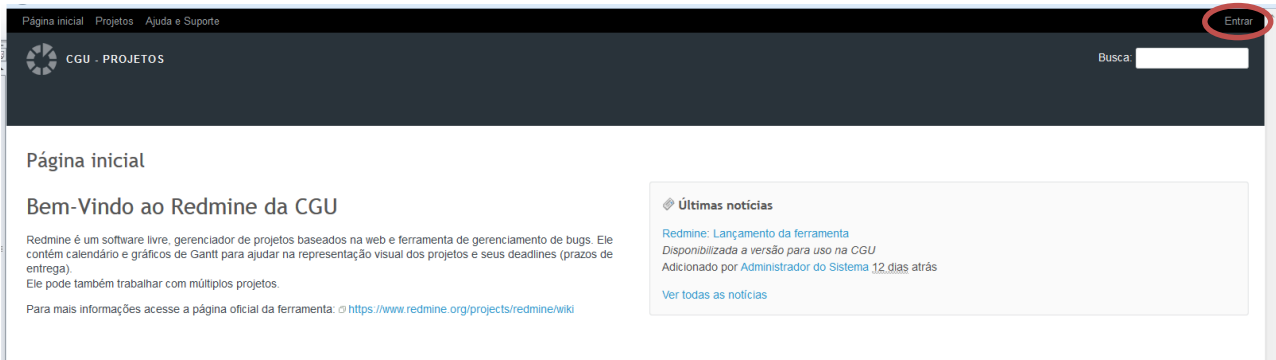 Página inicial Projetos Ajuda e Suporte Entrar
CGU - PROJETOS Busca:
Página inicial
Bem-Vindo ao Redmine da CGU
Redmine é um software livre, gerenciador de projetos baseados na web e ferramenta de gerenciamento de bugs. Ele
contém calendário e gráficos de Gantt para ajudar na representação visual dos projetos e seus deadlines (prazos de
entrega).
Ele pode também trabalhar com múltiplos projetos.
Para mais informações acesse a página oficial da ferramenta: https://www.redmine.org/projects/redmine/wiki
Últimas notícias
Redmine: Lançamento da ferramenta
Disponibilizada a versão para uso na CGU
Adicionado por Administrador do Sistema 12 dias atrás
Ver todas as notícias